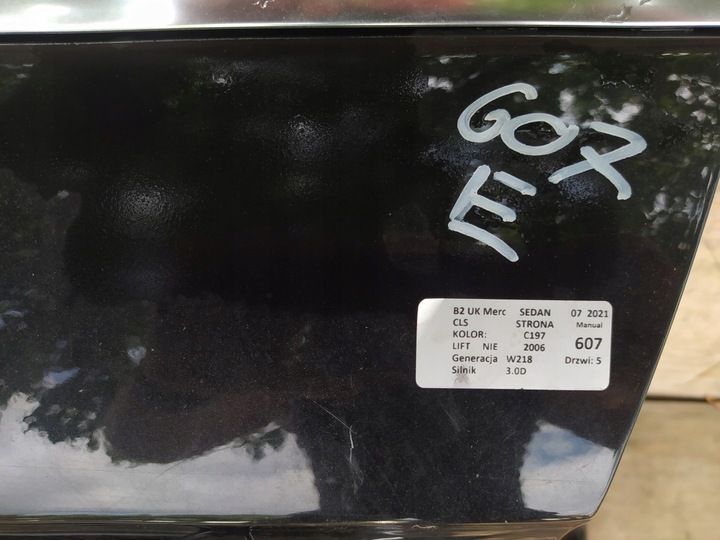 607
E
B2 UK Merc SEDAN 07 2021
CLS STRONA Manual
KOLOR: C197
LIFT NIE 2006 607
Generacja W218 Drzwi: 5
Silnik 3.0D